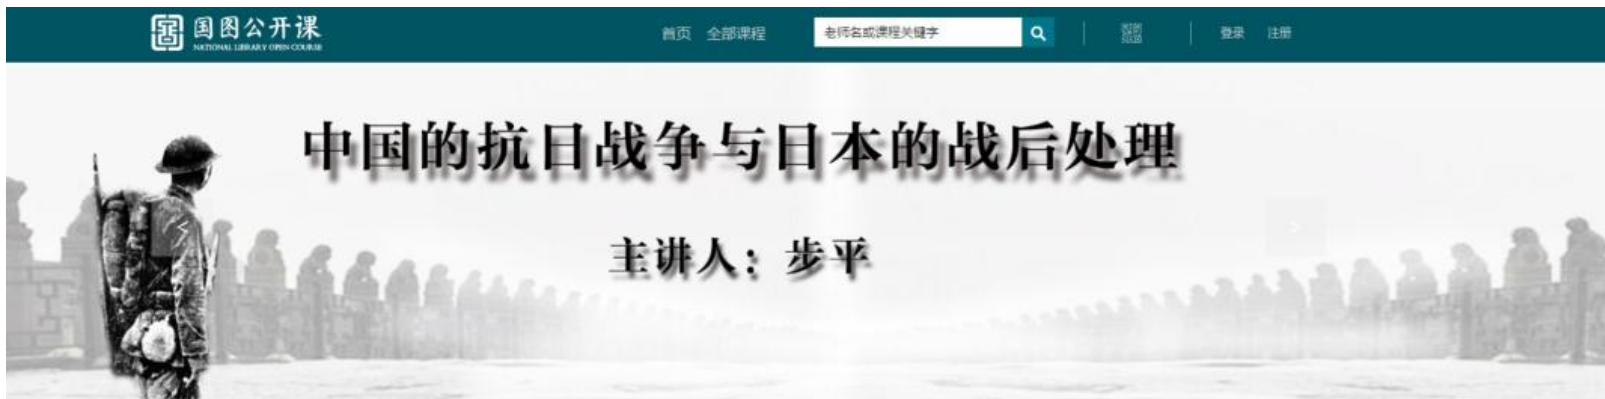 国图公开课
NATIONAL LIBRARY OPEN COURSE
首页 全部课程 老师名或课程关键字 登录 注册
中国的抗日战争与日本的战后处理
主讲人：步平